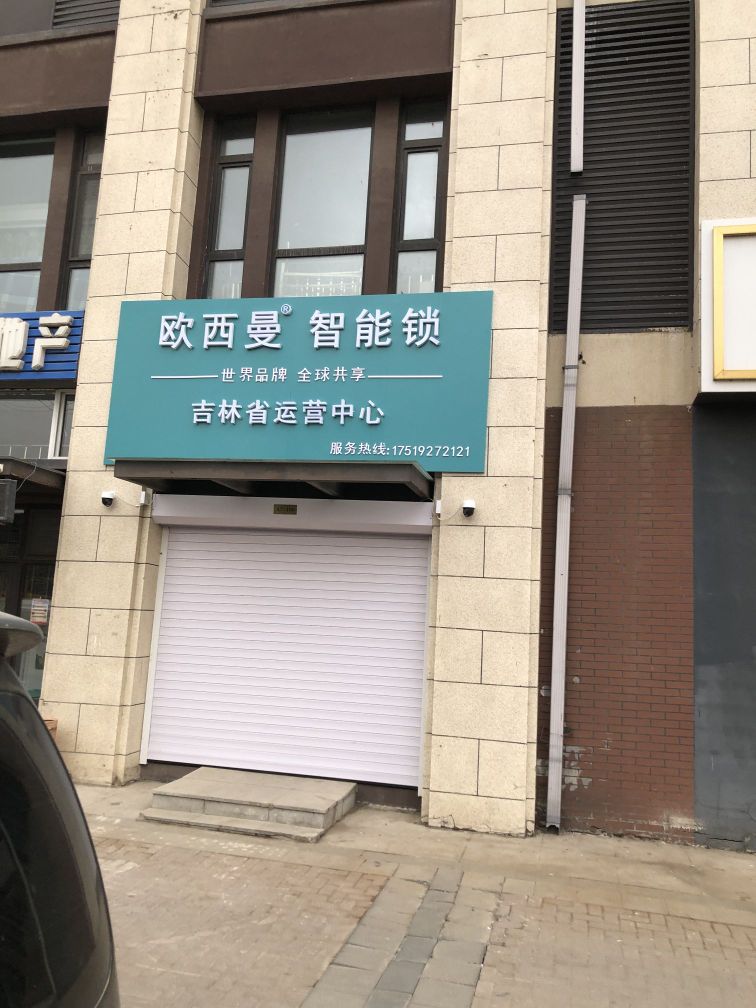 欧西曼® 智能锁
世界品牌 全球共享
吉林省运营中心
服务热线:17519272121
产